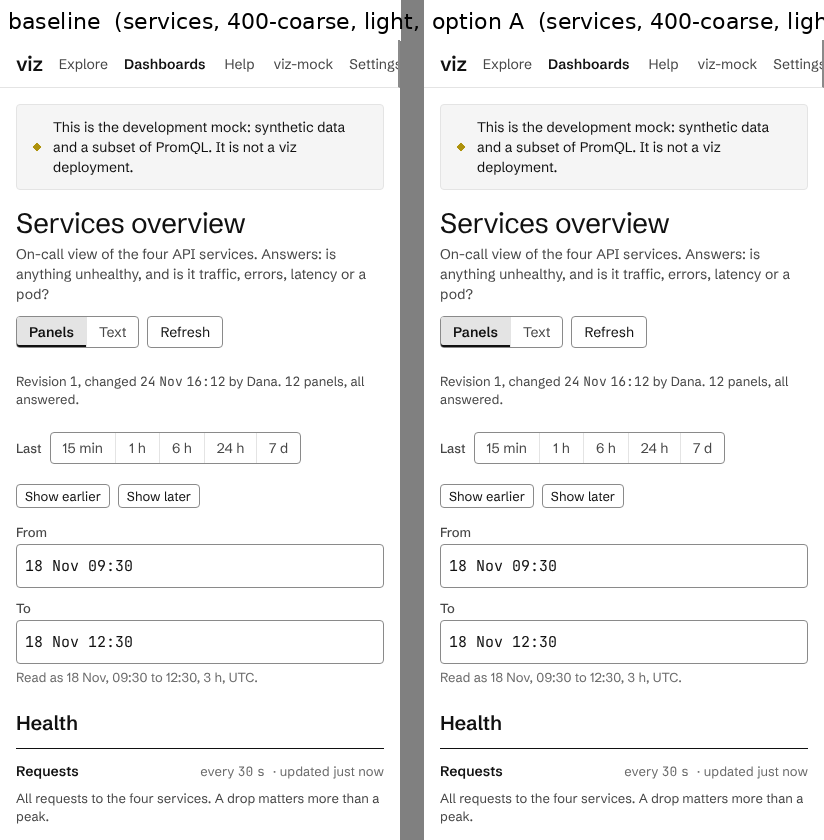 baseline (services, 400-coarse, light,
viz Explore Dashboards Help viz-mock Settings
This is the development mock: synthetic data
and a subset of PromQL. It is not a viz
deployment.
Services overview
On-call view of the four API services. Answers: is
anything unhealthy, and is it traffic, errors, latency or a
pod?
Panels Text Refresh
Revision 1, changed 24 Nov 16:12 by Dana. 12 panels, all
answered.
Last 15 min 1 h 6 h 24 h 7 d
Show earlier Show later
From
18 Nov 09:30
To
18 Nov 12:30
Read as 18 Nov, 09:30 to 12:30, 3 h, UTC.
Health
Requests every 30 s · updated just now
All requests to the four services. A drop matters more than a
peak.
option A (services, 400-coarse, ligh
viz Explore Dashboards Help viz-mock Settings
This is the development mock: synthetic data
and a subset of PromQL. It is not a viz
deployment.
Services overview
On-call view of the four API services. Answers: is
anything unhealthy, and is it traffic, errors, latency or a
pod?
Panels Text Refresh
Revision 1, changed 24 Nov 16:12 by Dana. 12 panels, all
answered.
Last 15 min 1 h 6 h 24 h 7 d
Show earlier Show later
From
18 Nov 09:30
To
18 Nov 12:30
Read as 18 Nov, 09:30 to 12:30, 3 h, UTC.
Health
Requests every 30 s · updated just now
All requests to the four services. A drop matters more than a
peak.